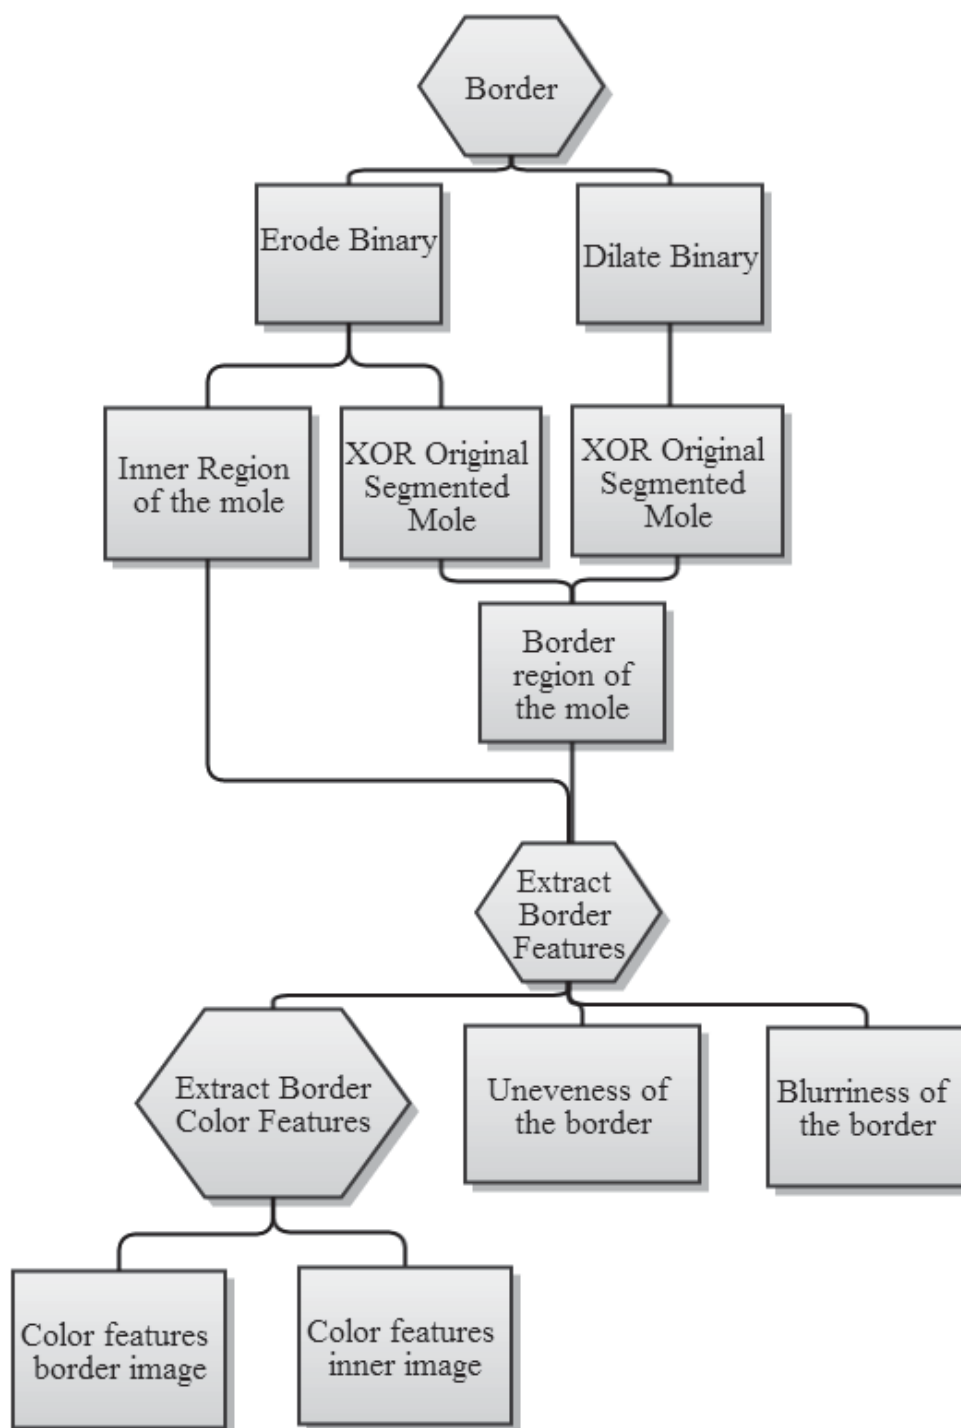 Border
Erode Binary
Dilate Binary
Inner Region
of the mole
XOR Original
Segmented
Mole
XOR Original
Segmented
Mole
Border
region of
the mole
Extract
Border
Features
Extract Border
Color Features
Uneveness of
the border
Blurriness of
the border
Color features
border image
Color features
inner image